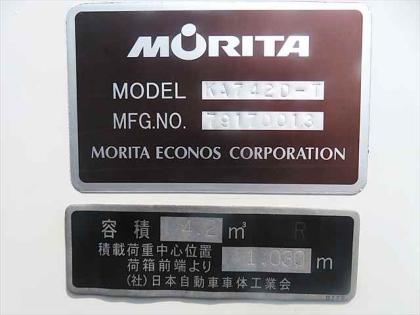 MORITA
MODEL KA742D-T
MFG.NO. 79170013
MORITA ECONOS CORPORATION
容積 4.2 m³ R
積載荷重中心位置
荷箱前端より 1.030 m
(社)日本自動車車体工業会